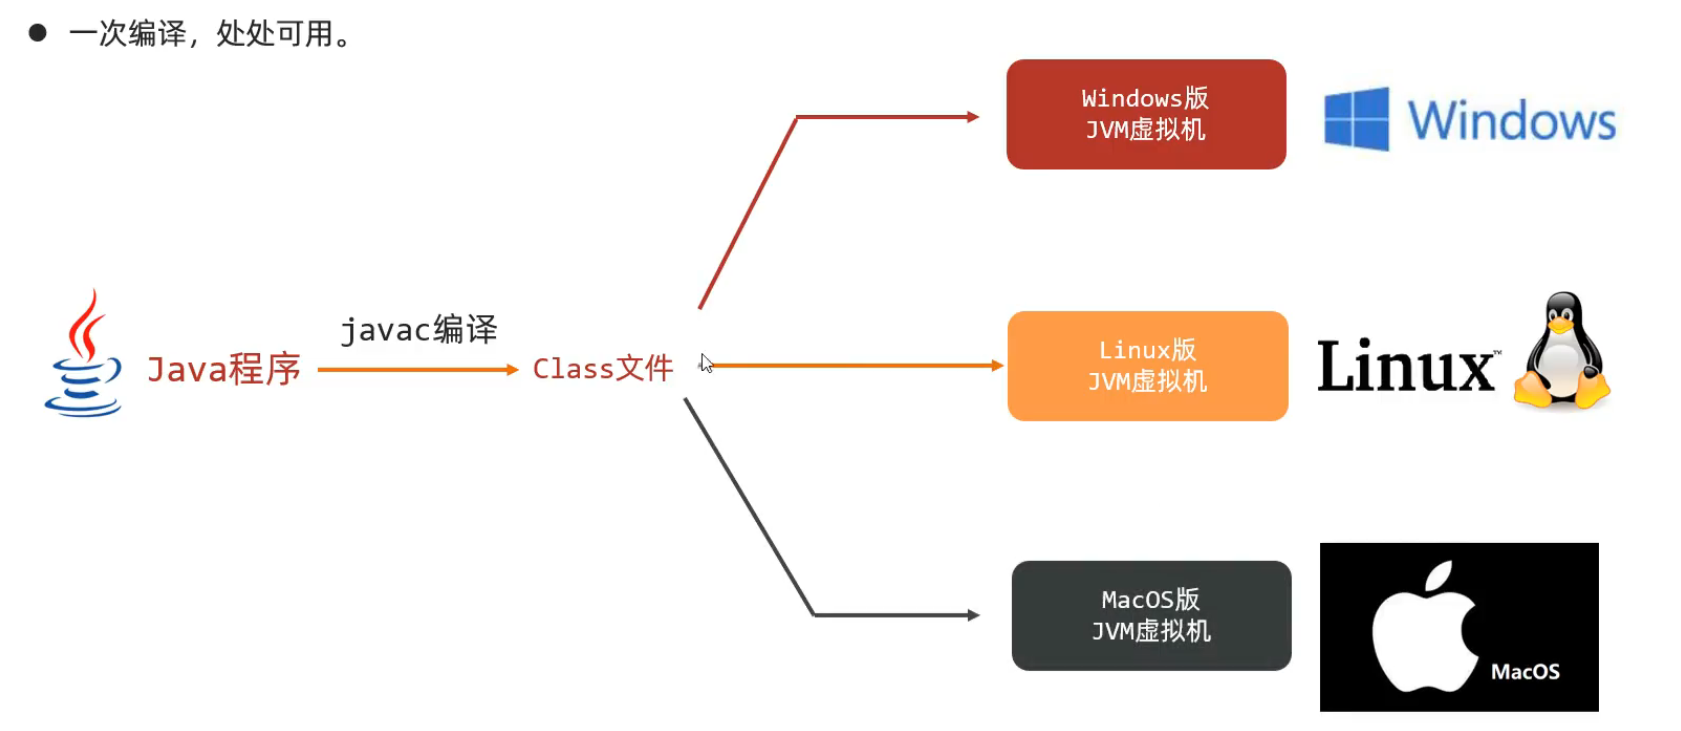 一次编译，处处可用。
Windows版
JVM虚拟机
Windows
javac编译
Java程序
Class文件
Linux版
JVM虚拟机
Linux™
MacOS版
JVM虚拟机
MacOS